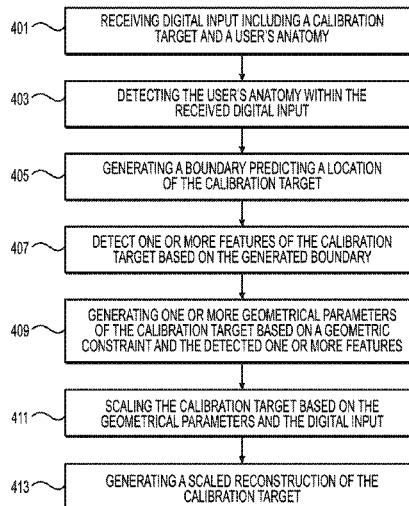 401
RECEIVING DIGITAL INPUT INCLUDING A CALIBRATION
TARGET AND A USER'S ANATOMY
403
DETECTING THE USER'S ANATOMY WITHIN THE
RECEIVED DIGITAL INPUT
405
GENERATING A BOUNDARY PREDICTING A LOCATION
OF THE CALIBRATION TARGET
407
DETECT ONE OR MORE FEATURES OF THE CALIBRATION
TARGET BASED ON THE GENERATED BOUNDARY
409
GENERATING ONE OR MORE GEOMETRICAL PARAMETERS
OF THE CALIBRATION TARGET BASED ON A GEOMETRIC
CONSTRAINT AND THE DETECTED ONE OR MORE FEATURES
411
SCALING THE CALIBRATION TARGET BASED ON THE
GEOMETRICAL PARAMETERS AND THE DIGITAL INPUT
413
GENERATING A SCALED RECONSTRUCTION OF THE
CALIBRATION TARGET